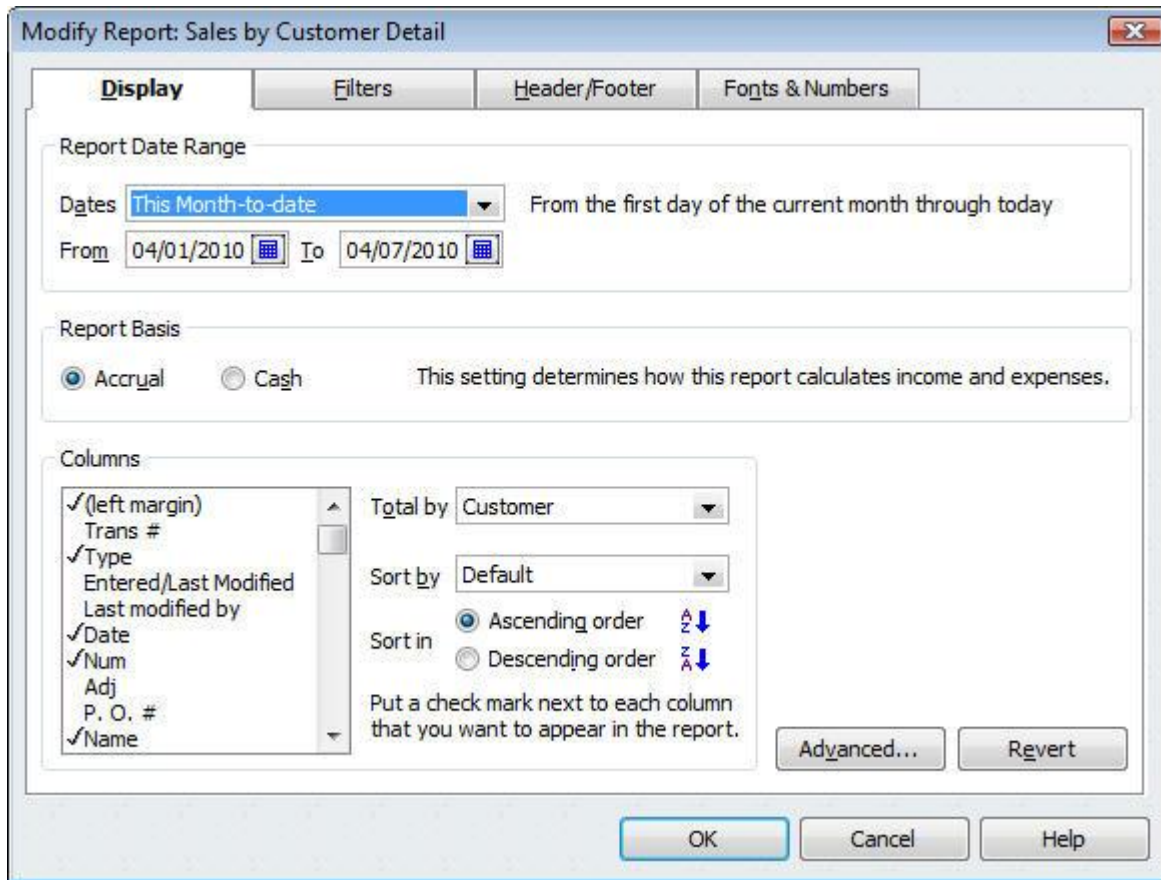 Modify Report: Sales by Customer Detail
Display Filters Header/Footer Fonts & Numbers
Report Date Range
Dates This Month-to-date From the first day of the current month through today
From 04/01/2010 To 04/07/2010
Report Basis
Accrual Cash This setting determines how this report calculates income and expenses.
Columns
✓(left margin)
Trans #
✓Type
Entered/Last Modified
Last modified by
✓Date
✓Num
Adj
P. O. #
✓Name
Total by Customer
Sort by Default
Sort in
Ascending order A Z
Descending order Z A
Put a check mark next to each column
that you want to appear in the report.
Advanced... Revert
OK Cancel Help